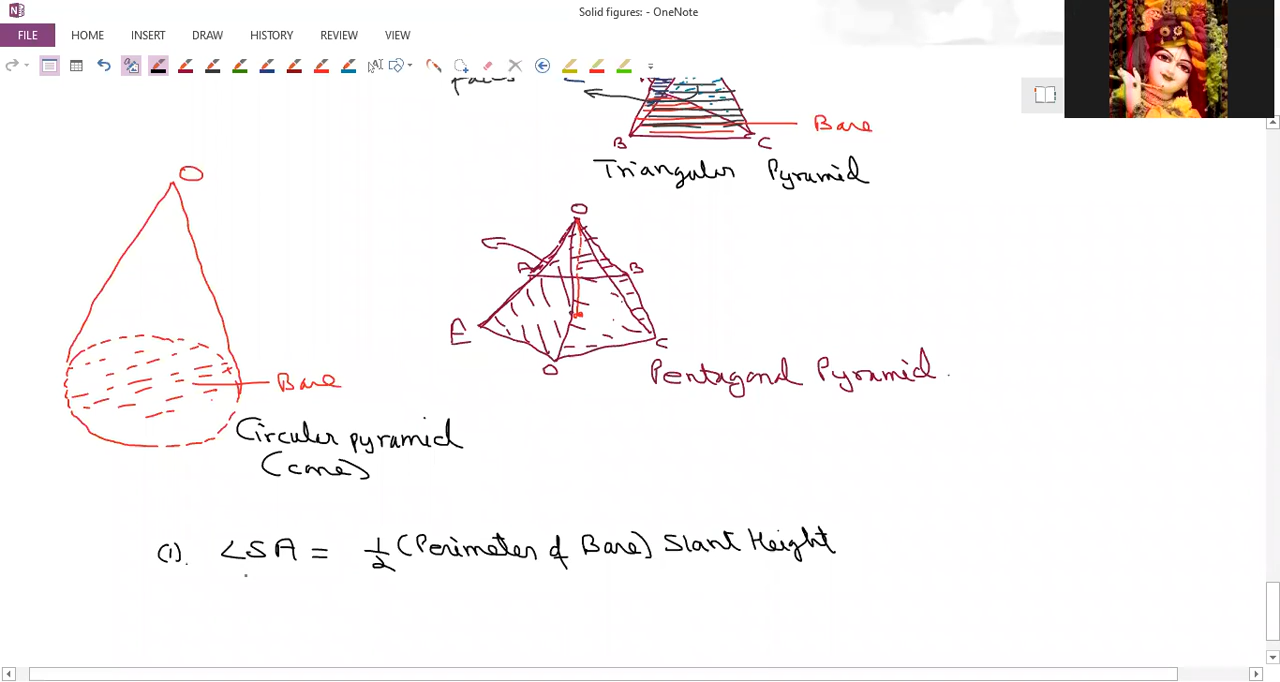 Solid figures: - OneNote
FILE HOME INSERT DRAW HISTORY REVIEW VIEW
Base
B C
Triangular Pyramid
O
O
A B
E
C
D
Pentagonal Pyramid
Base
Circular pyramid
(cone)
(1). LSA = 1/2 (Perimeter of Base) Slant Height